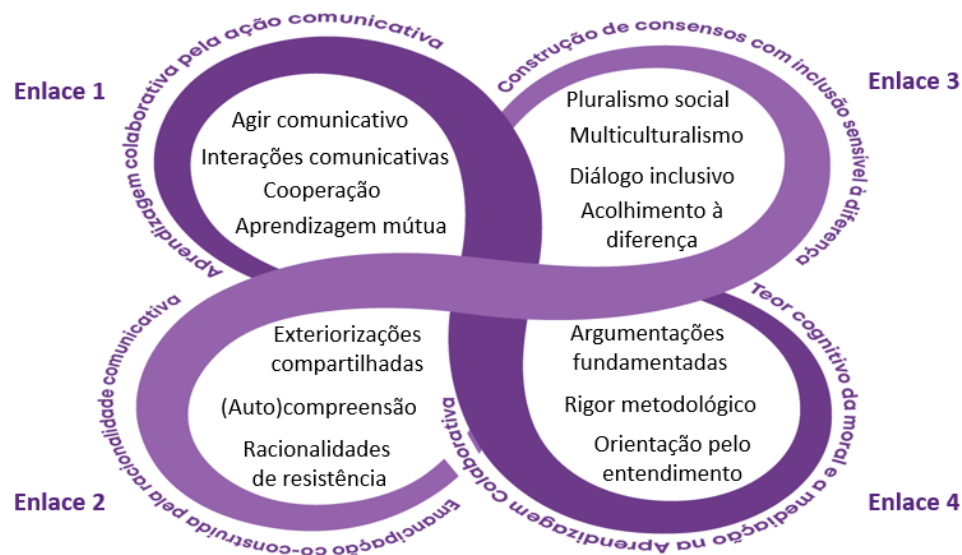 Enlace 1
Aprendizagem colaborativa pela ação comunicativa
Agir comunicativo
Interações comunicativas
Cooperação
Aprendizagem mútua
Enlace 3
Construção de consensos com inclusão sensível à diferença
Pluralismo social
Multiculturalismo
Diálogo inclusivo
Acolhimento à
diferença
Enlace 2
Emancipação co-construída pela racionalidade comunicativa
Exteriorizações
compartilhadas
(Auto)compreensão
Racionalidades
de resistência
Enlace 4
Teor cognitivo da moral e a mediação na Aprendizagem Colaborativa
Argumentações
fundamentadas
Rigor metodológico
Orientação pelo
entendimento